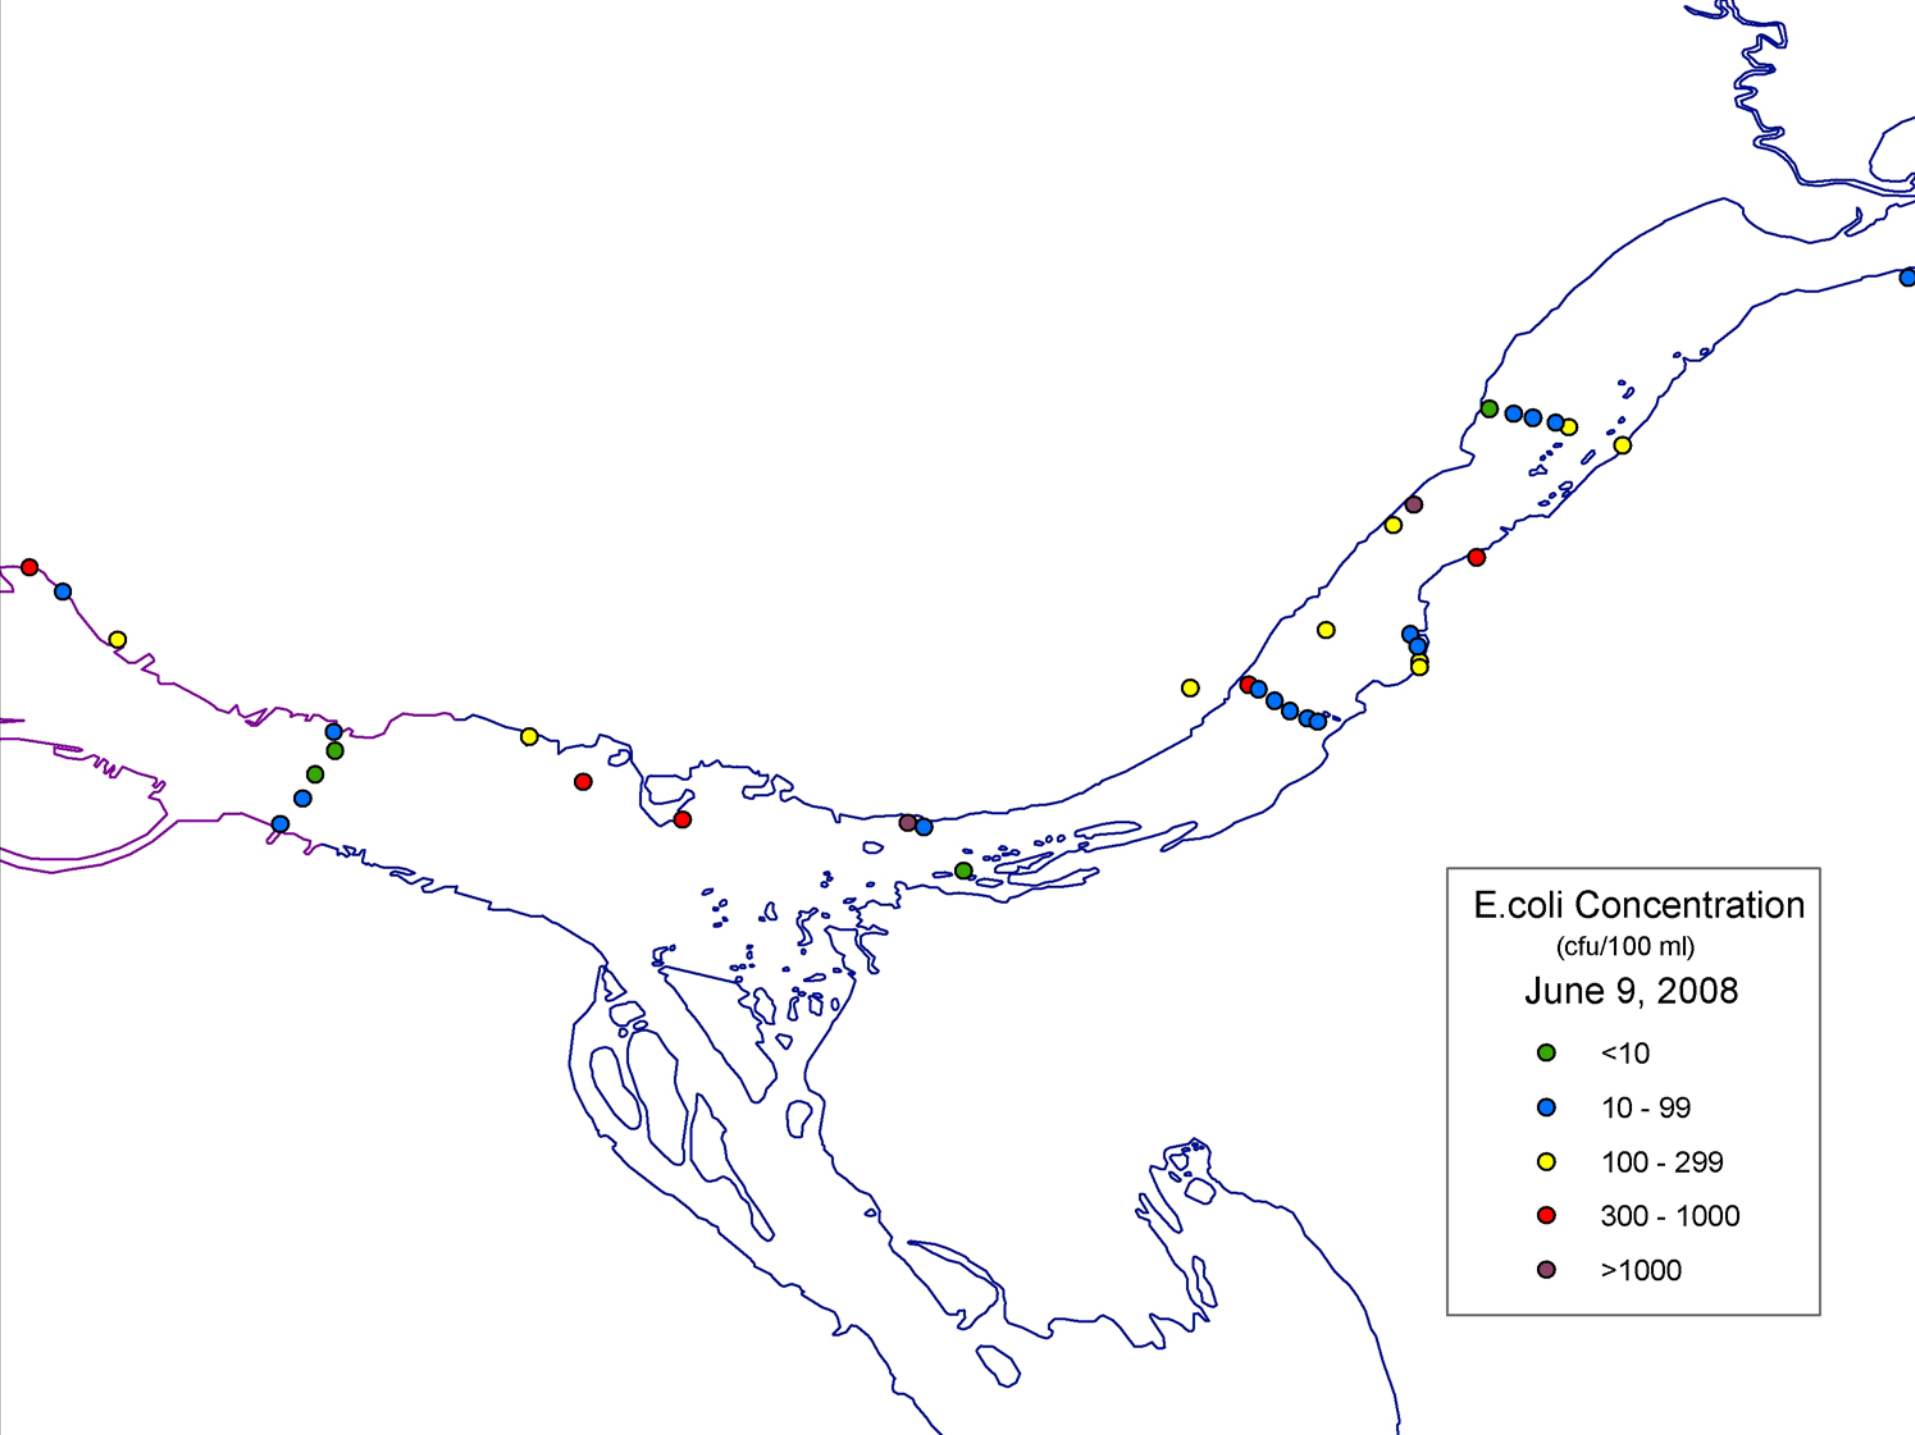 E.coli Concentration
(cfu/100 ml)
June 9, 2008
<10
10 - 99
100 - 299
300 - 1000
>1000